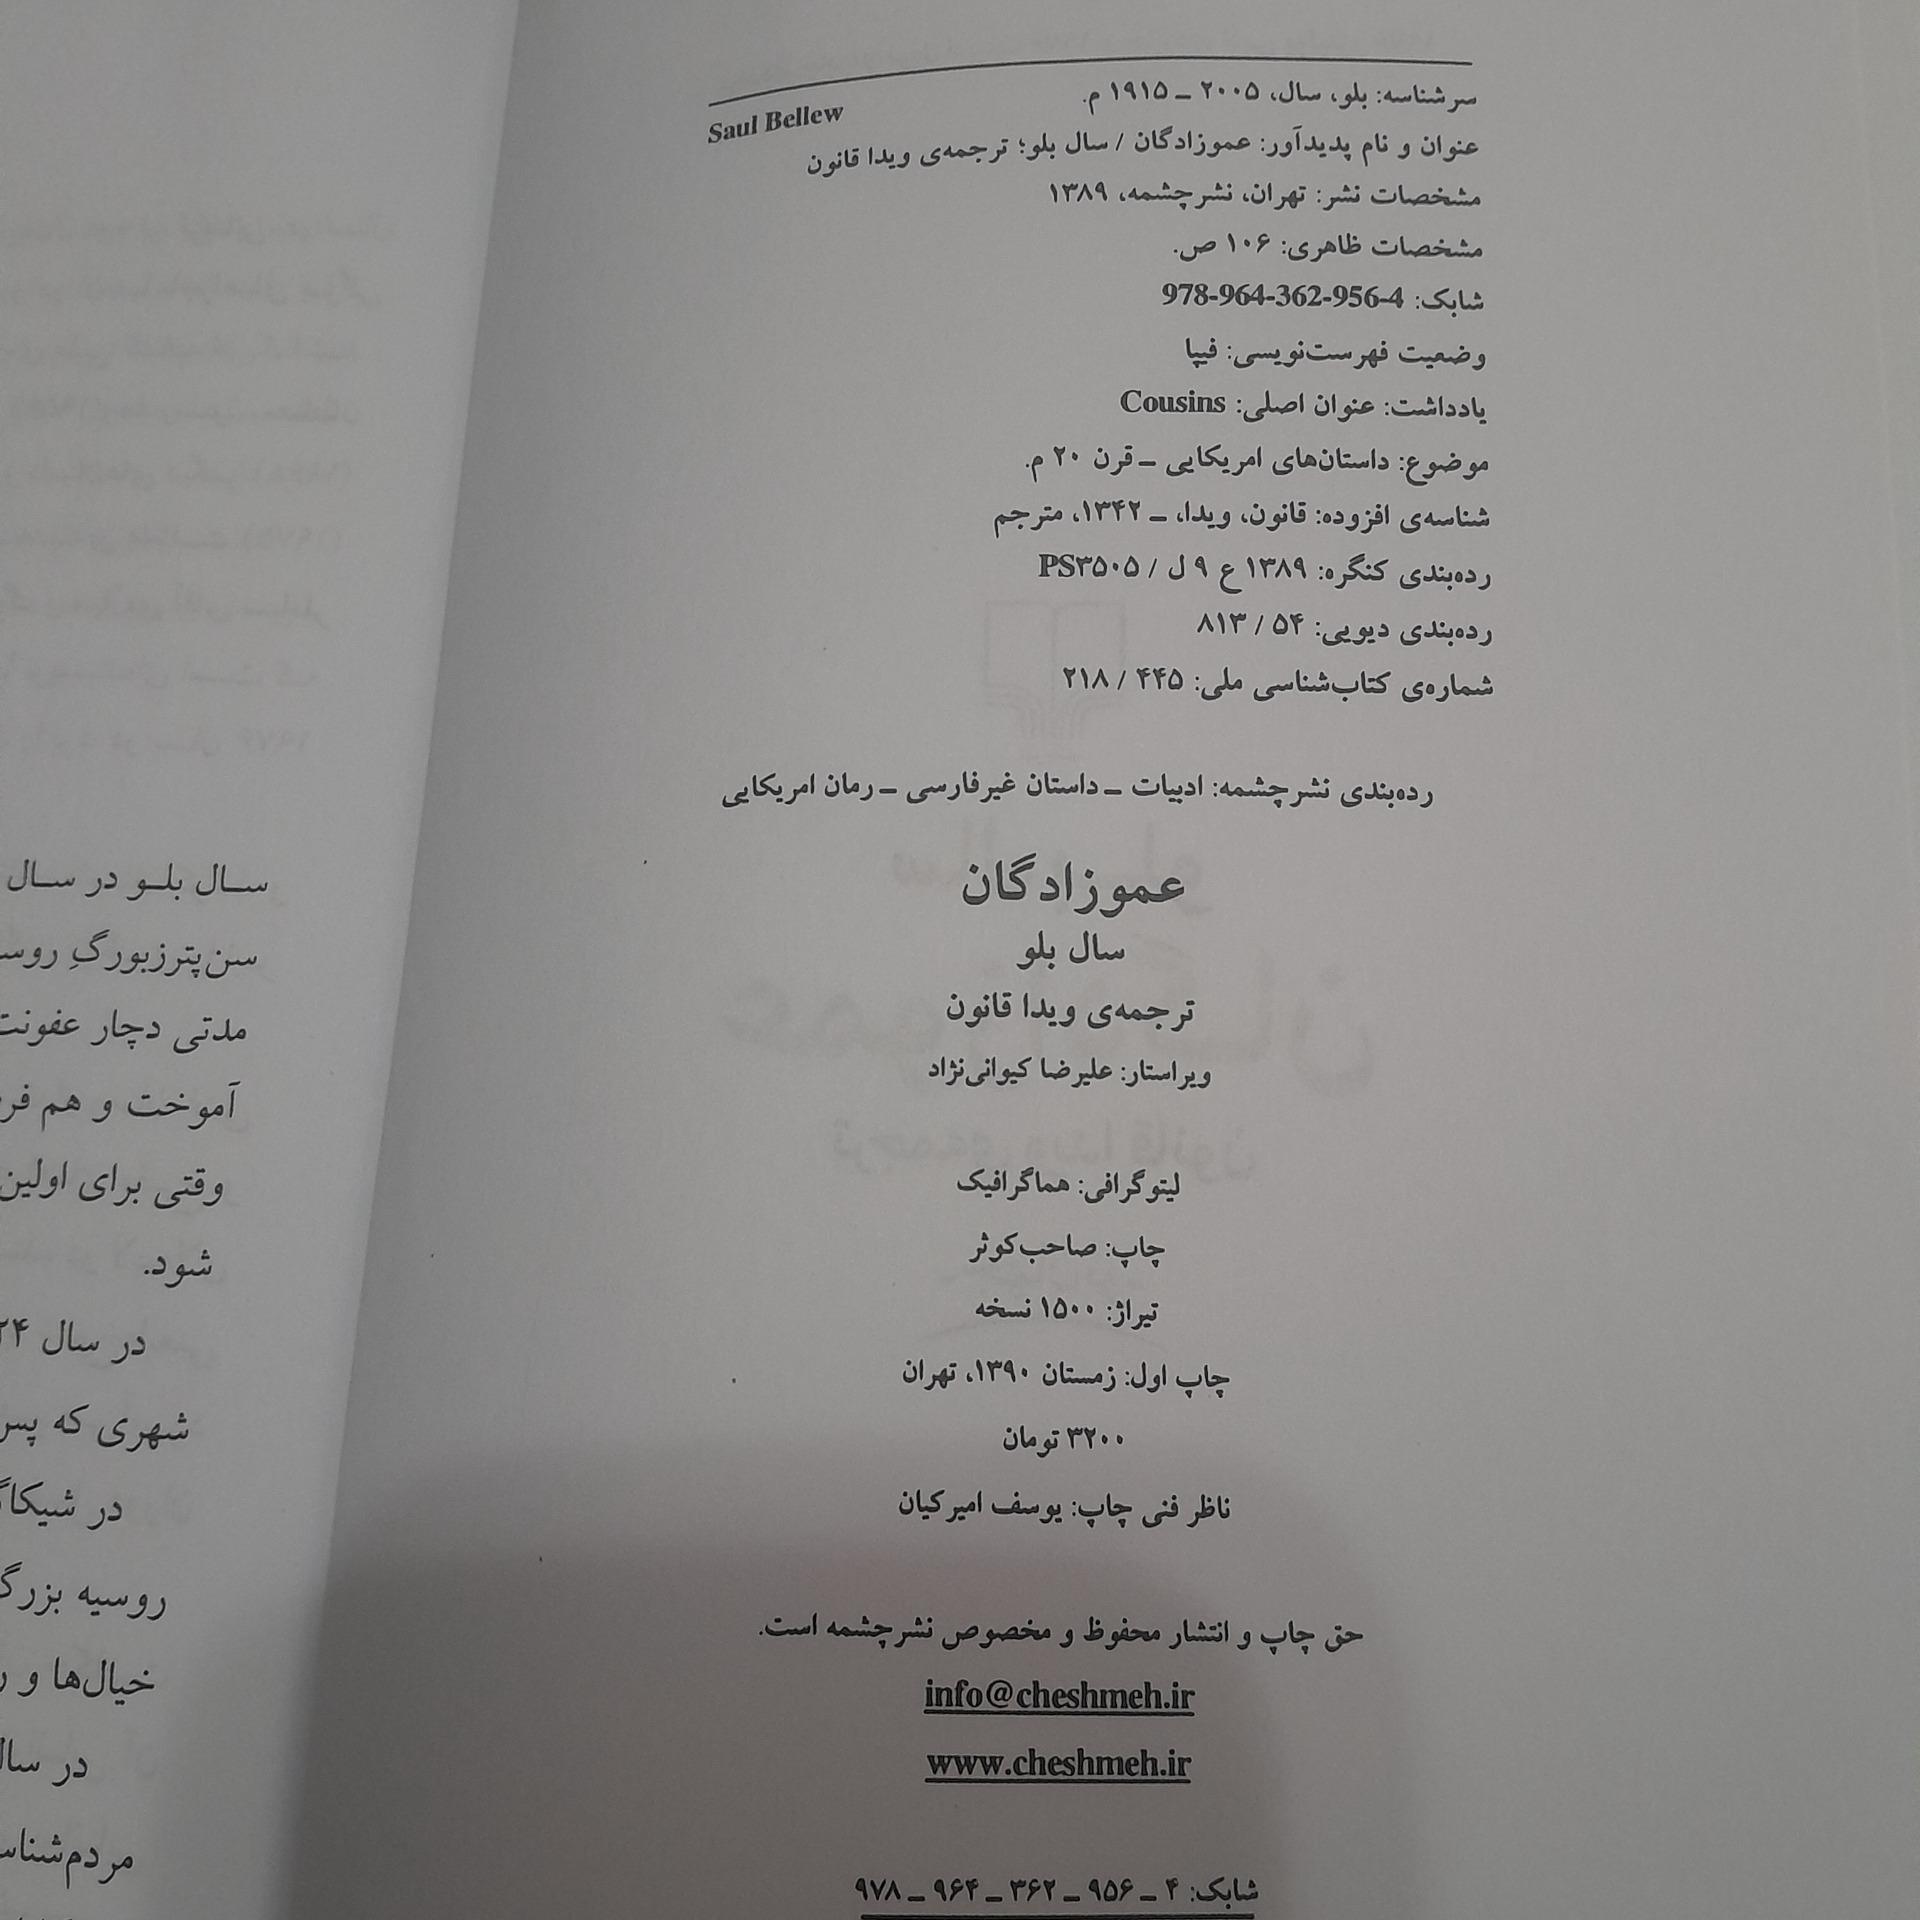 سرشناسه: بلو، سال، ۲۰۰۵ ـ ۱۹۱۵ م.
Saul Bellew
عنوان و نام پدیدآور: عموزادگان / سال بلو؛ ترجمه‌ی ویدا قانون
مشخصات نشر: تهران، نشرچشمه، ۱۳۸۹
مشخصات ظاهری: ۱۰۶ ص.
شابک: 978-964-362-956-4
وضعیت فهرست‌نویسی: فیپا
یادداشت: عنوان اصلی: Cousins
موضوع: داستان‌های امریکایی ـ قرن ۲۰ م.
شناسه‌ی افزوده: قانون، ویدا، ـ ۱۳۴۲، مترجم
رده‌بندی کنگره: ۱۳۸۹ ع ۹ ل / PS۳۵۰۵
رده‌بندی دیویی: ۵۴ / ۸۱۳
شماره‌ی کتاب‌شناسی ملی: ۴۴۵ / ۲۱۸
رده‌بندی نشرچشمه: ادبیات ـ داستان غیرفارسی ـ رمان امریکایی
عموزادگان
سال بلو
ترجمه‌ی ویدا قانون
ویراستار: علیرضا کیوانی‌نژاد
لیتوگرافی: هماگرافیک
چاپ: صاحب‌کوثر
تیراژ: ۱۵۰۰ نسخه
چاپ اول: زمستان ۱۳۹۰، تهران
۳۲۰۰ تومان
ناظر فنی چاپ: یوسف امیرکیان
حق چاپ و انتشار محفوظ و مخصوص نشرچشمه است.
info@cheshmeh.ir
www.cheshmeh.ir
شابک: ۴ ـ ۹۵۶ ـ ۳۶۲ ـ ۹۶۴ ـ ۹۷۸
سال بلو در سال
سن‌پترزبورگِ
مدتی دچار عفونت
آموخت و هم
وقتی برای اولین
شود.
در سال
شهری که
در
روسیه
خیال‌ها و
در